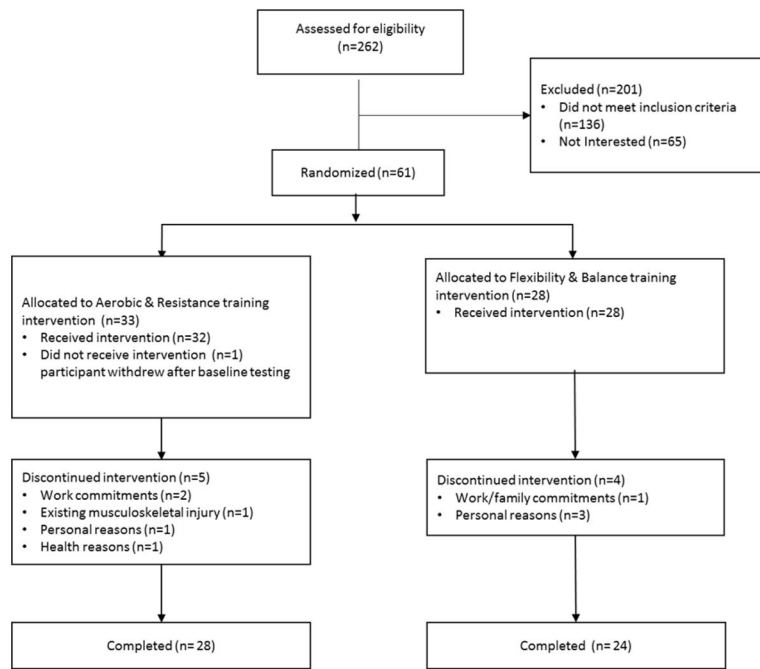 Assessed for eligibility
(n=262)
Excluded (n=201)
• Did not meet inclusion criteria
(n=136)
• Not Interested (n=65)
Randomized (n=61)
Allocated to Aerobic & Resistance training
intervention (n=33)
• Received intervention (n=32)
• Did not receive intervention (n=1)
participant withdrew after baseline testing
Allocated to Flexibility & Balance training
intervention (n=28)
• Received intervention (n=28)
Discontinued intervention (n=5)
• Work commitments (n=2)
• Existing musculoskeletal injury (n=1)
• Personal reasons (n=1)
• Health reasons (n=1)
Discontinued intervention (n=4)
• Work/family commitments (n=1)
• Personal reasons (n=3)
Completed (n= 28)
Completed (n= 24)